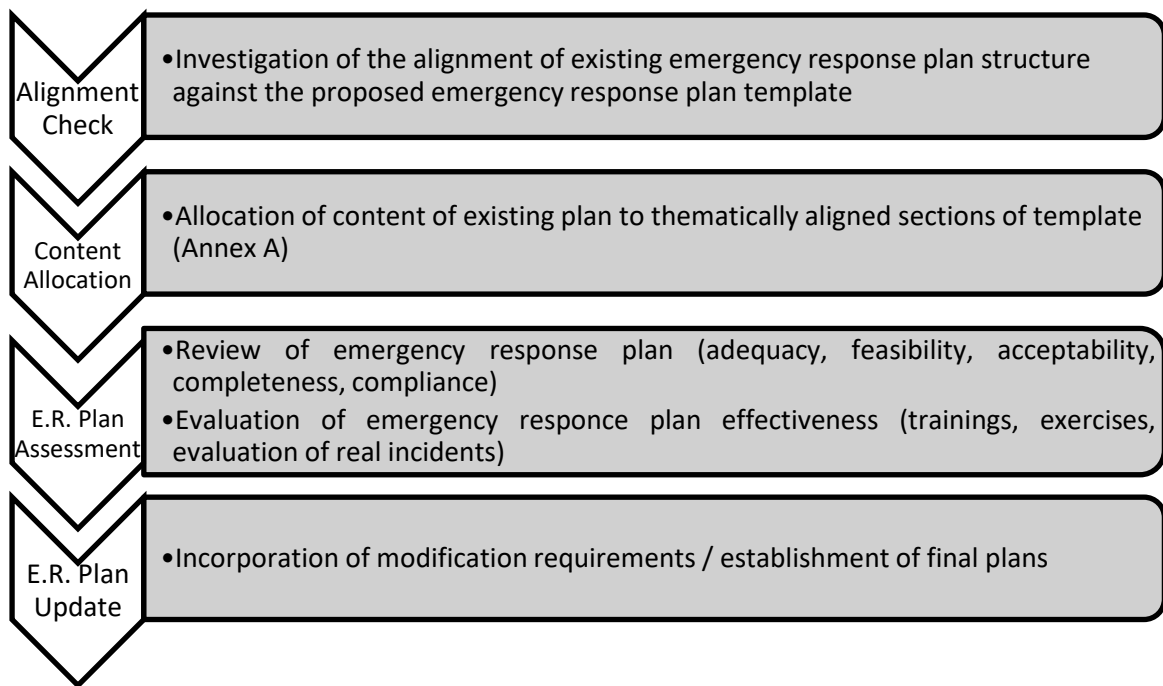 Alignment
Check
•Investigation of the alignment of existing emergency response plan structure
against the proposed emergency response plan template
Content
Allocation
•Allocation of content of existing plan to thematically aligned sections of template
(Annex A)
E.R. Plan
Assessment
•Review of emergency response plan (adequacy, feasibility, acceptability,
completeness, compliance)
•Evaluation of emergency responce plan effectiveness (trainings, exercises,
evaluation of real incidents)
E.R. Plan
Update
•Incorporation of modification requirements / establishment of final plans